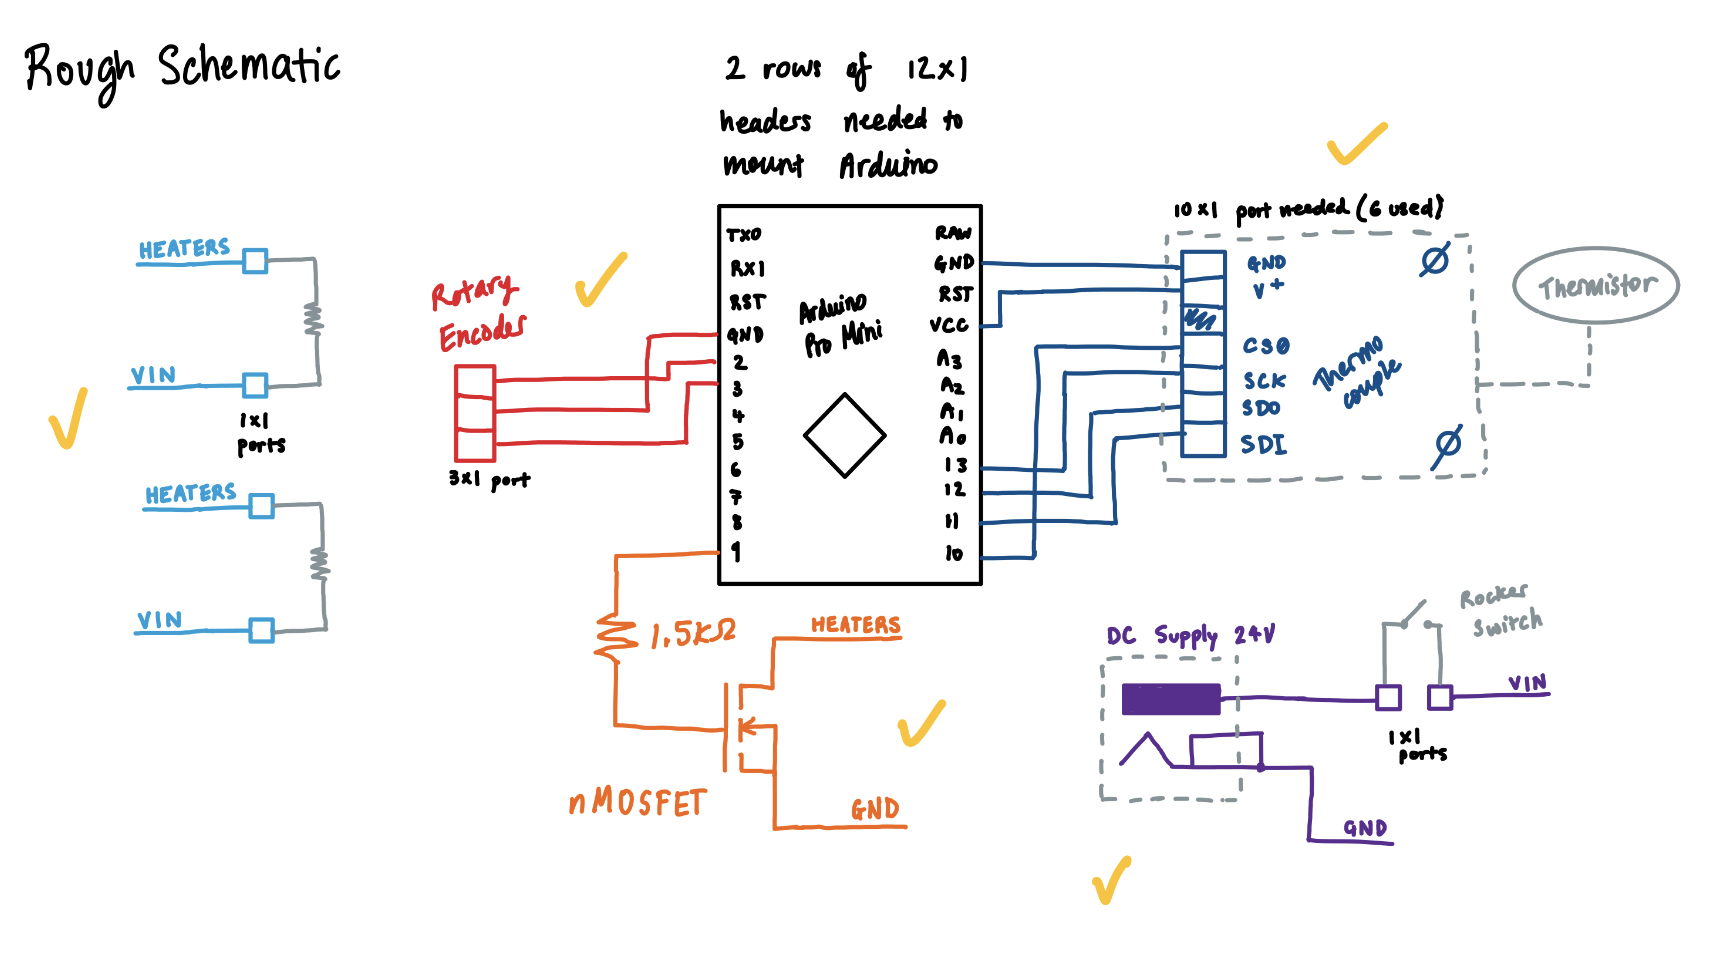 Rough Schematic
2 rows of 12x1
headers needed to
mount Arduino
HEATERS
VIN
1x1
ports
HEATERS
VIN
Rotary
Encoder
3x1 port
TX0
RX1
RST
GND
2
3
4
5
6
7
8
9
Arduino
Pro Mini
RAW
GND
RST
VCC
A3
A2
A1
A0
13
12
11
10
10x1 port needed (6 used)
GND
V+
CS0
SCK
SDO
SDI
Thermo
couple
Thermistor
1.5kΩ
HEATERS
nMOSFET
GND
DC Supply 24V
Rocker
Switch
VIN
1x1
ports
GND